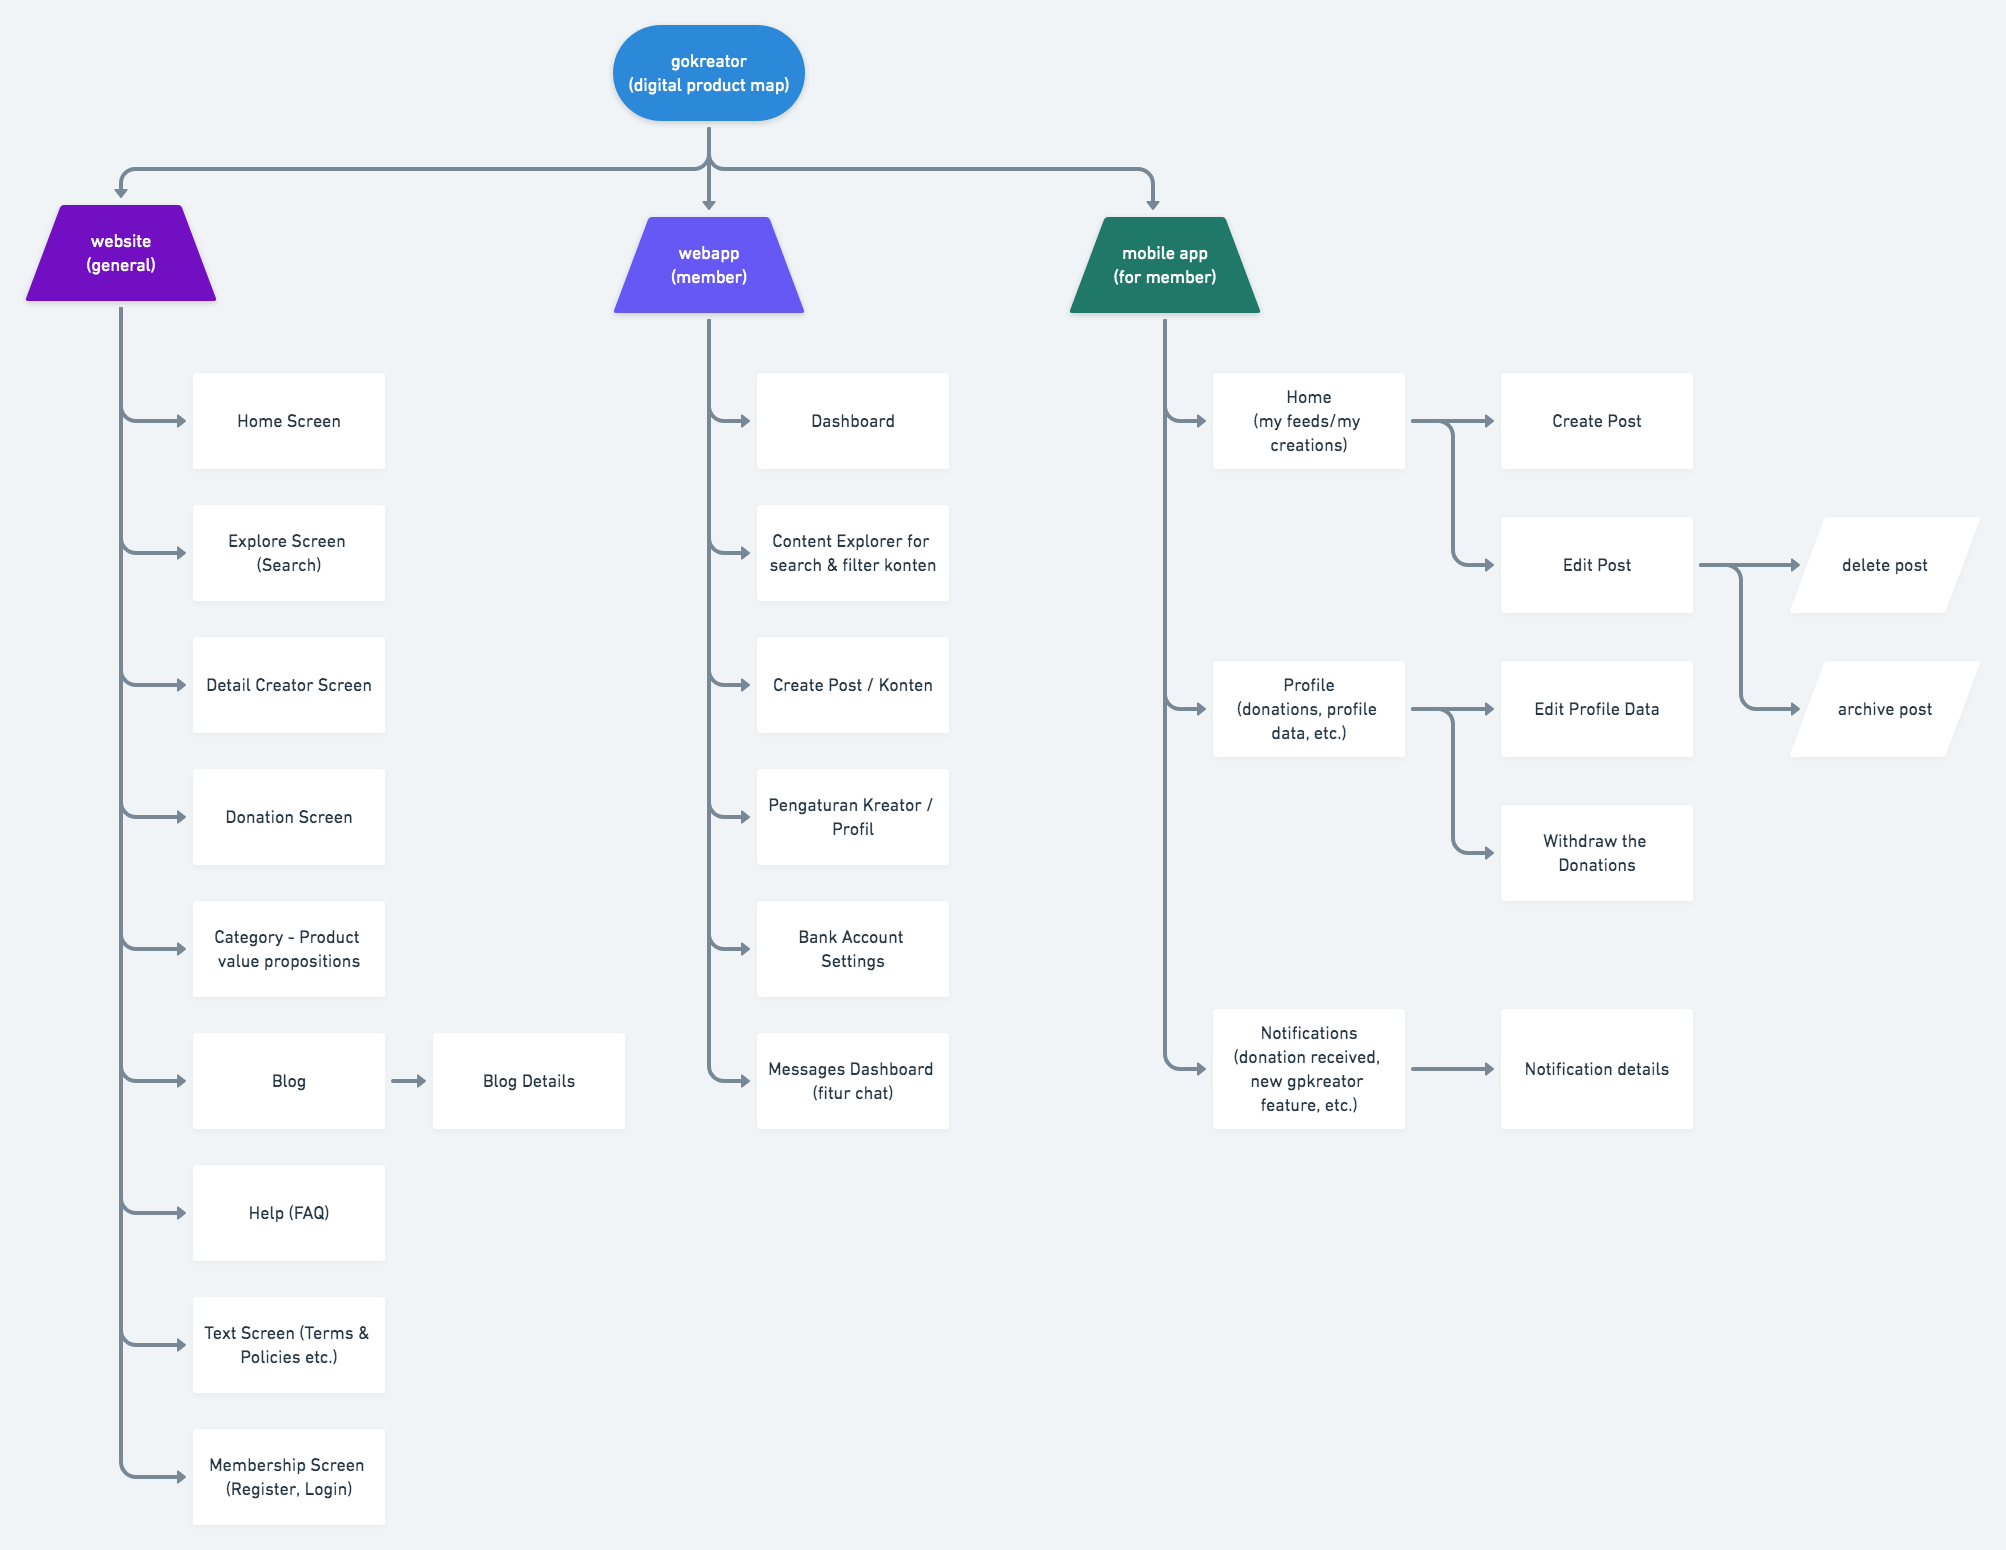 gokreator
(digital product map)
website
(general)
webapp
(member)
mobile app
(for member)
Home Screen
Explore Screen
(Search)
Detail Creator Screen
Donation Screen
Category - Product
value propositions
Blog
Blog Details
Help (FAQ)
Text Screen (Terms &
Policies etc.)
Membership Screen
(Register, Login)
Dashboard
Content Explorer for
search & filter konten
Create Post / Konten
Pengaturan Kreator /
Profil
Bank Account
Settings
Messages Dashboard
(fitur chat)
Home
(my feeds/my
creations)
Create Post
Edit Post
delete post
archive post
Profile
(donations, profile
data, etc.)
Edit Profile Data
Withdraw the
Donations
Notifications
(donation received,
new gpkreator
feature, etc.)
Notification details